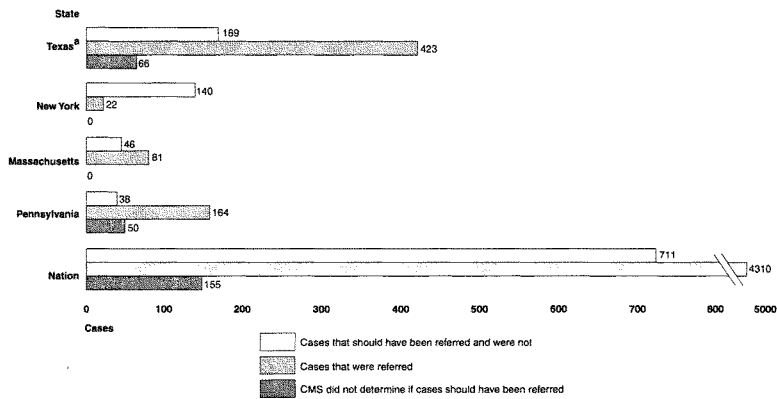 State
Texasa
169
423
66
New York
140
22
0
Massachusetts
46
81
0
Pennsylvania
38
164
50
Nation
711
4310
155
0 100 200 300 400 500 600 700 800 5000
Cases
Cases that should have been referred and were not
Cases that were referred
CMS did not determine if cases should have been referred